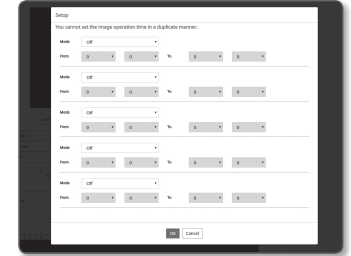 Setup
You cannot set the image operation time in a duplicate manner.
Mode Off
From 0 0 To 0 0
Mode Off
From 0 0 To 0 0
Mode Off
From 0 0 To 0 0
Mode Off
From 0 0 To 0 0
Mode Off
From 0 0 To 0 0
OK Cancel